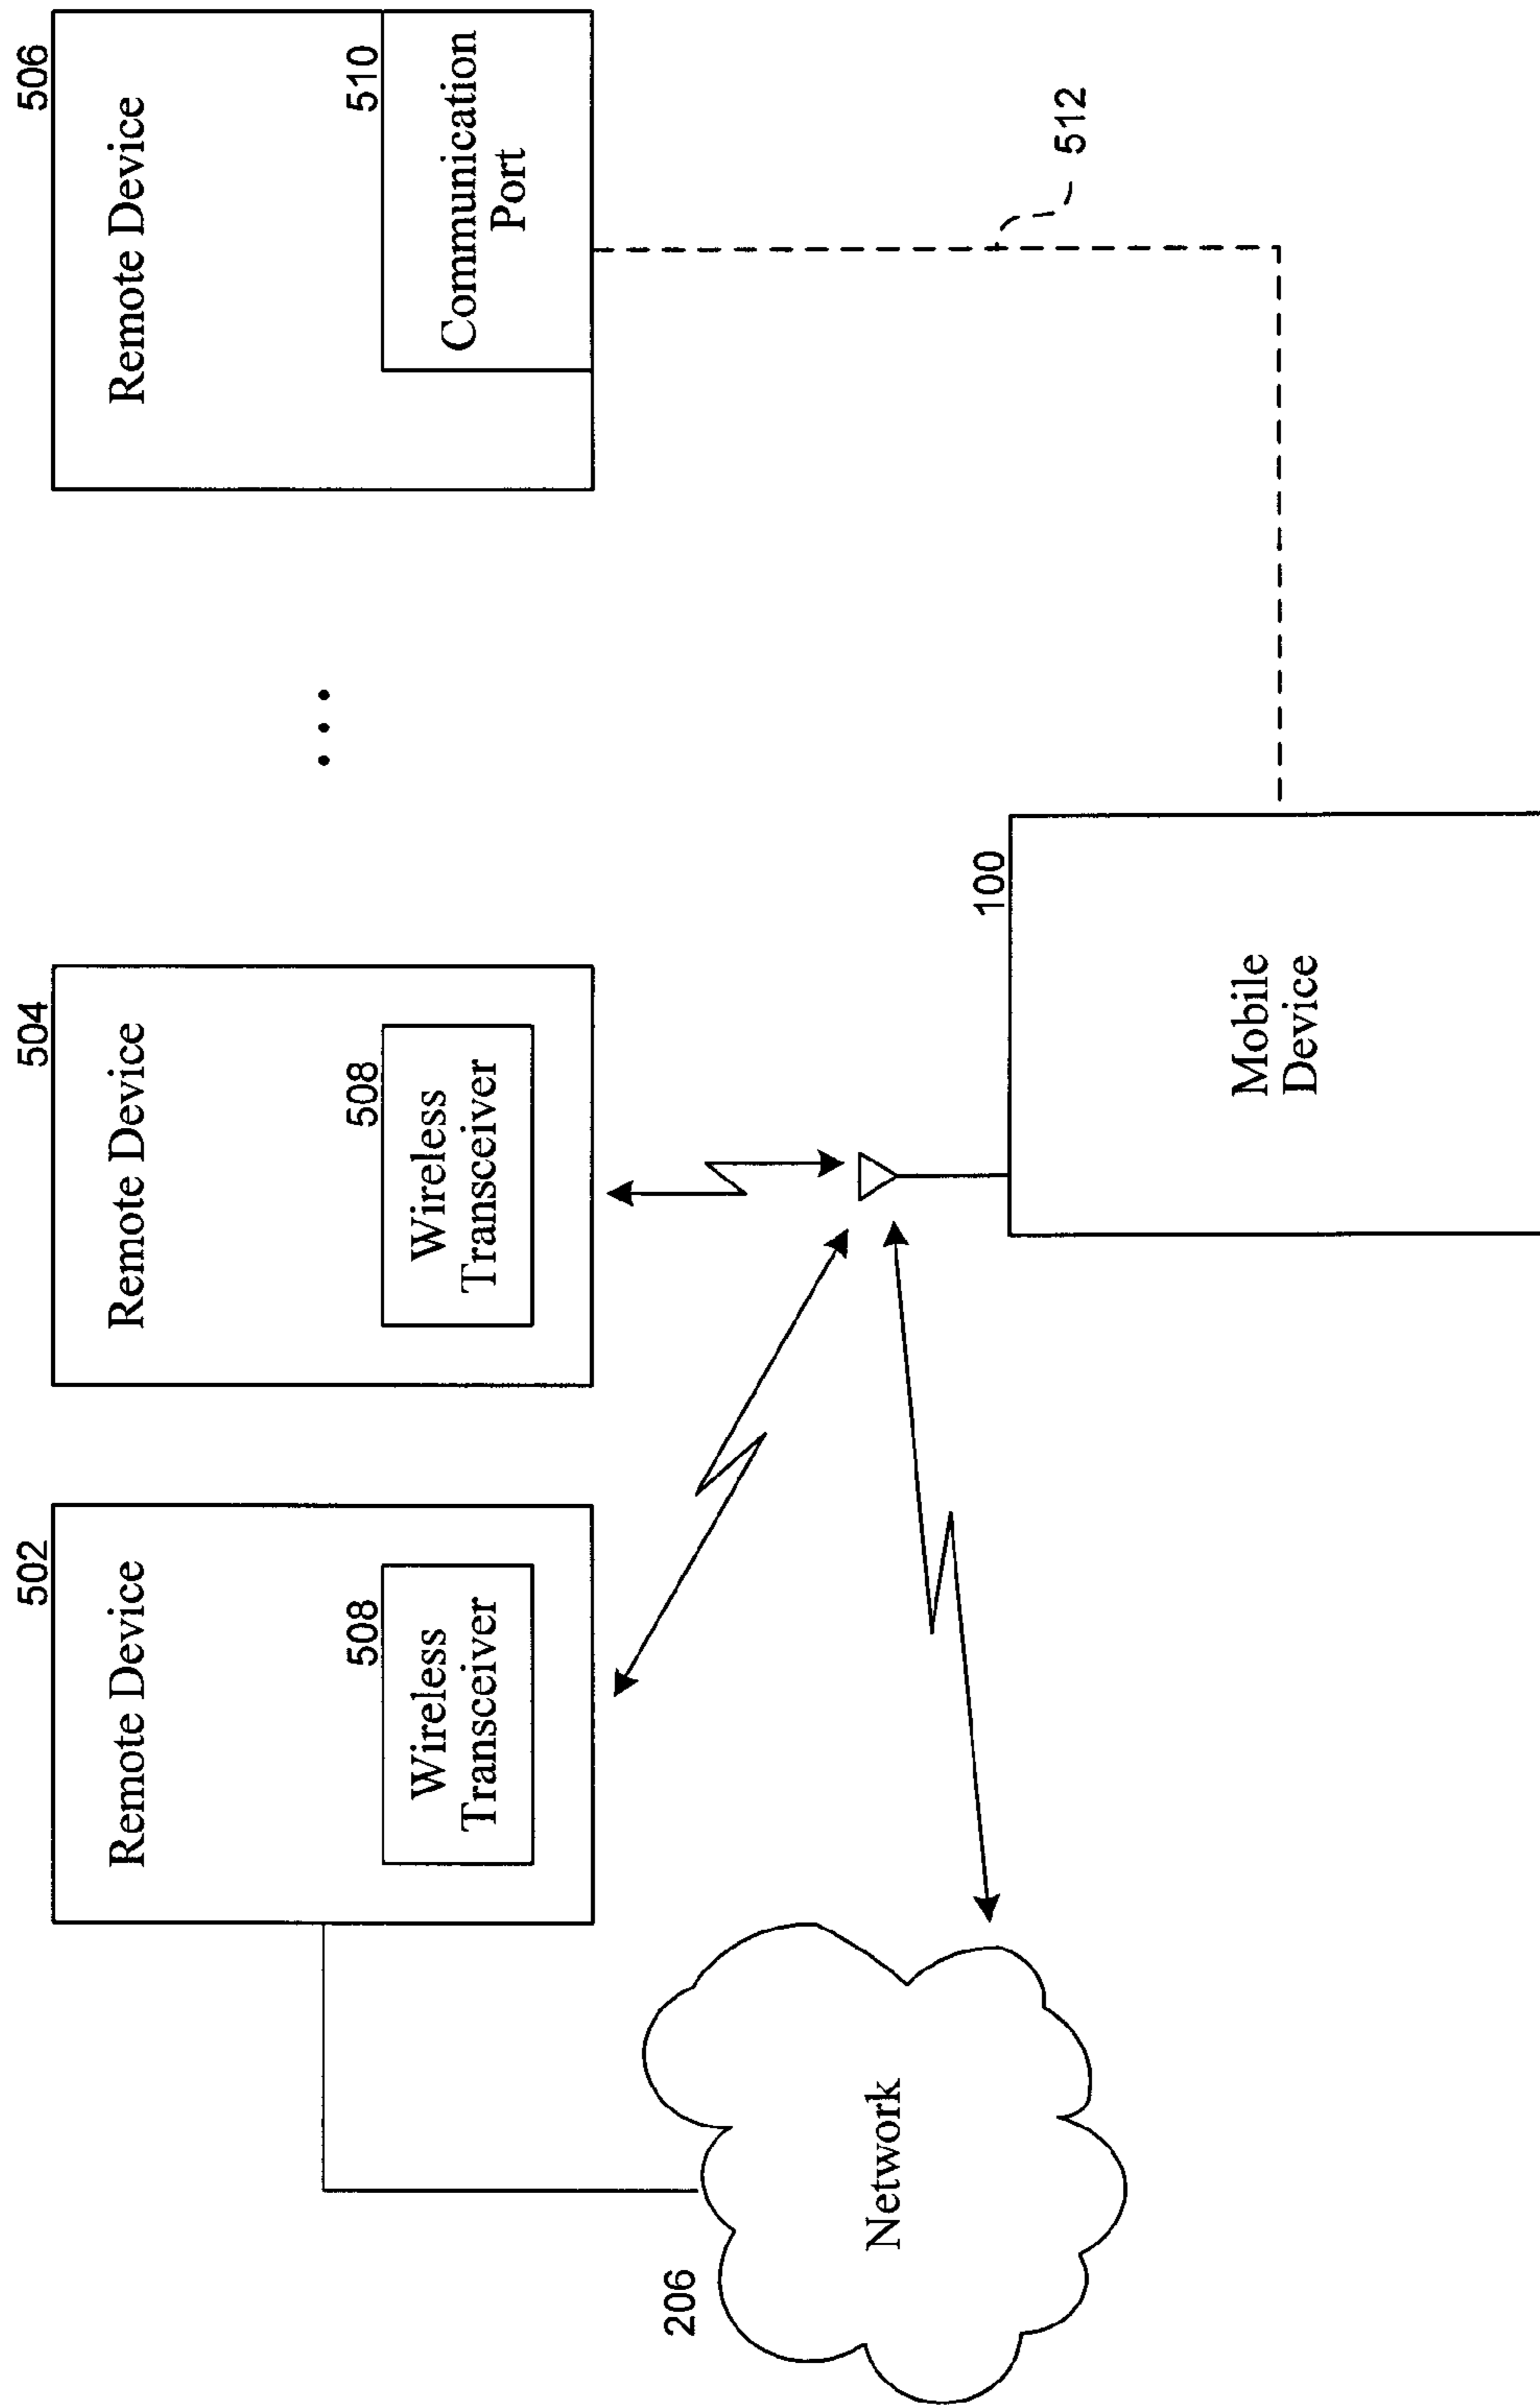 502
Remote Device
508
Wireless
Transceiver
504
Remote Device
508
Wireless
Transceiver
...
506
Remote Device
510
Communication
Port
206
Network
100
Mobile
Device
512